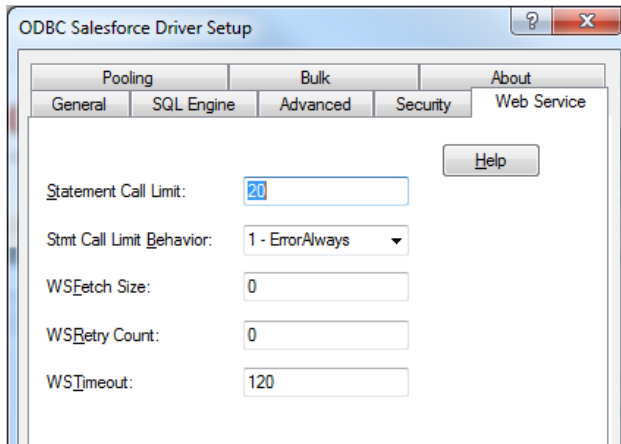 ODBC Salesforce Driver Setup
Pooling Bulk About
General SQL Engine Advanced Security Web Service
Help
Statement Call Limit: 20
Stmt Call Limit Behavior: 1 - ErrorAlways
WSFetch Size: 0
WSRetry Count: 0
WSTimeout: 120